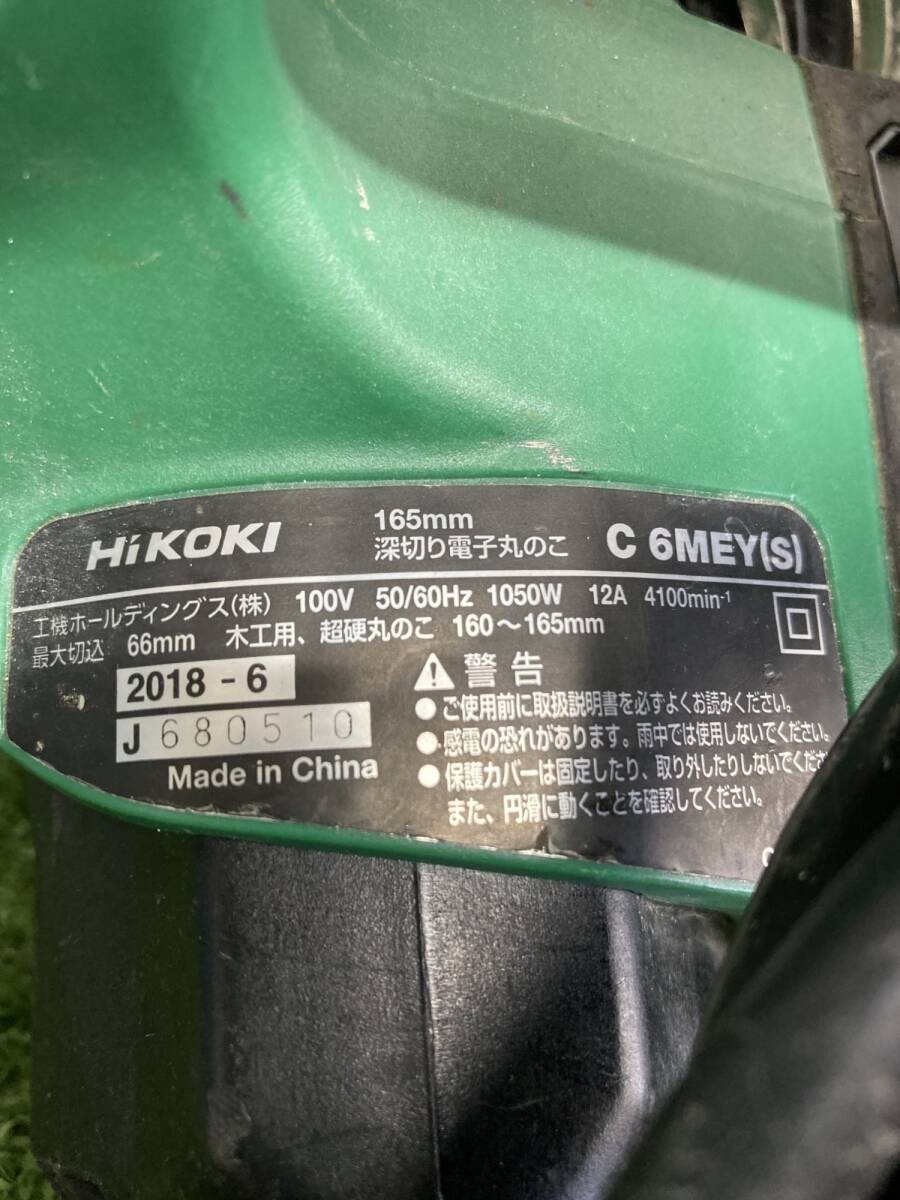 HiKOKI 165mm 深切り電子丸のこ C 6MEY(S)
工機ホールディングス(株) 100V 50/60Hz 1050W 12A 4100min⁻¹
最大切込 66mm 木工用、超硬丸のこ 160〜165mm
2018 - 6
J 680510
Made in China
警告
●ご使用前に取扱説明書を必ずよくお読みください。
●感電の恐れがあります。雨中では使用しないでください。
●保護カバーは固定したり、取り外したりしないでくださ
また、円滑に動くことを確認してください。